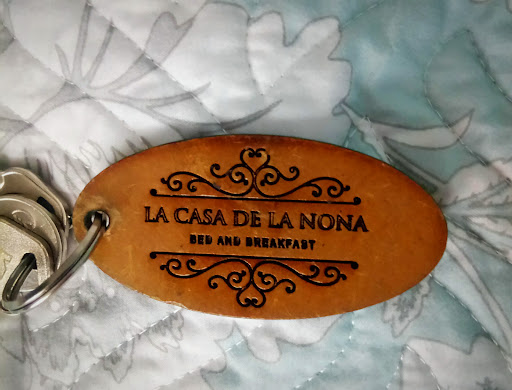 LA CASA DE LA NONA
BED AND BREAKFAST